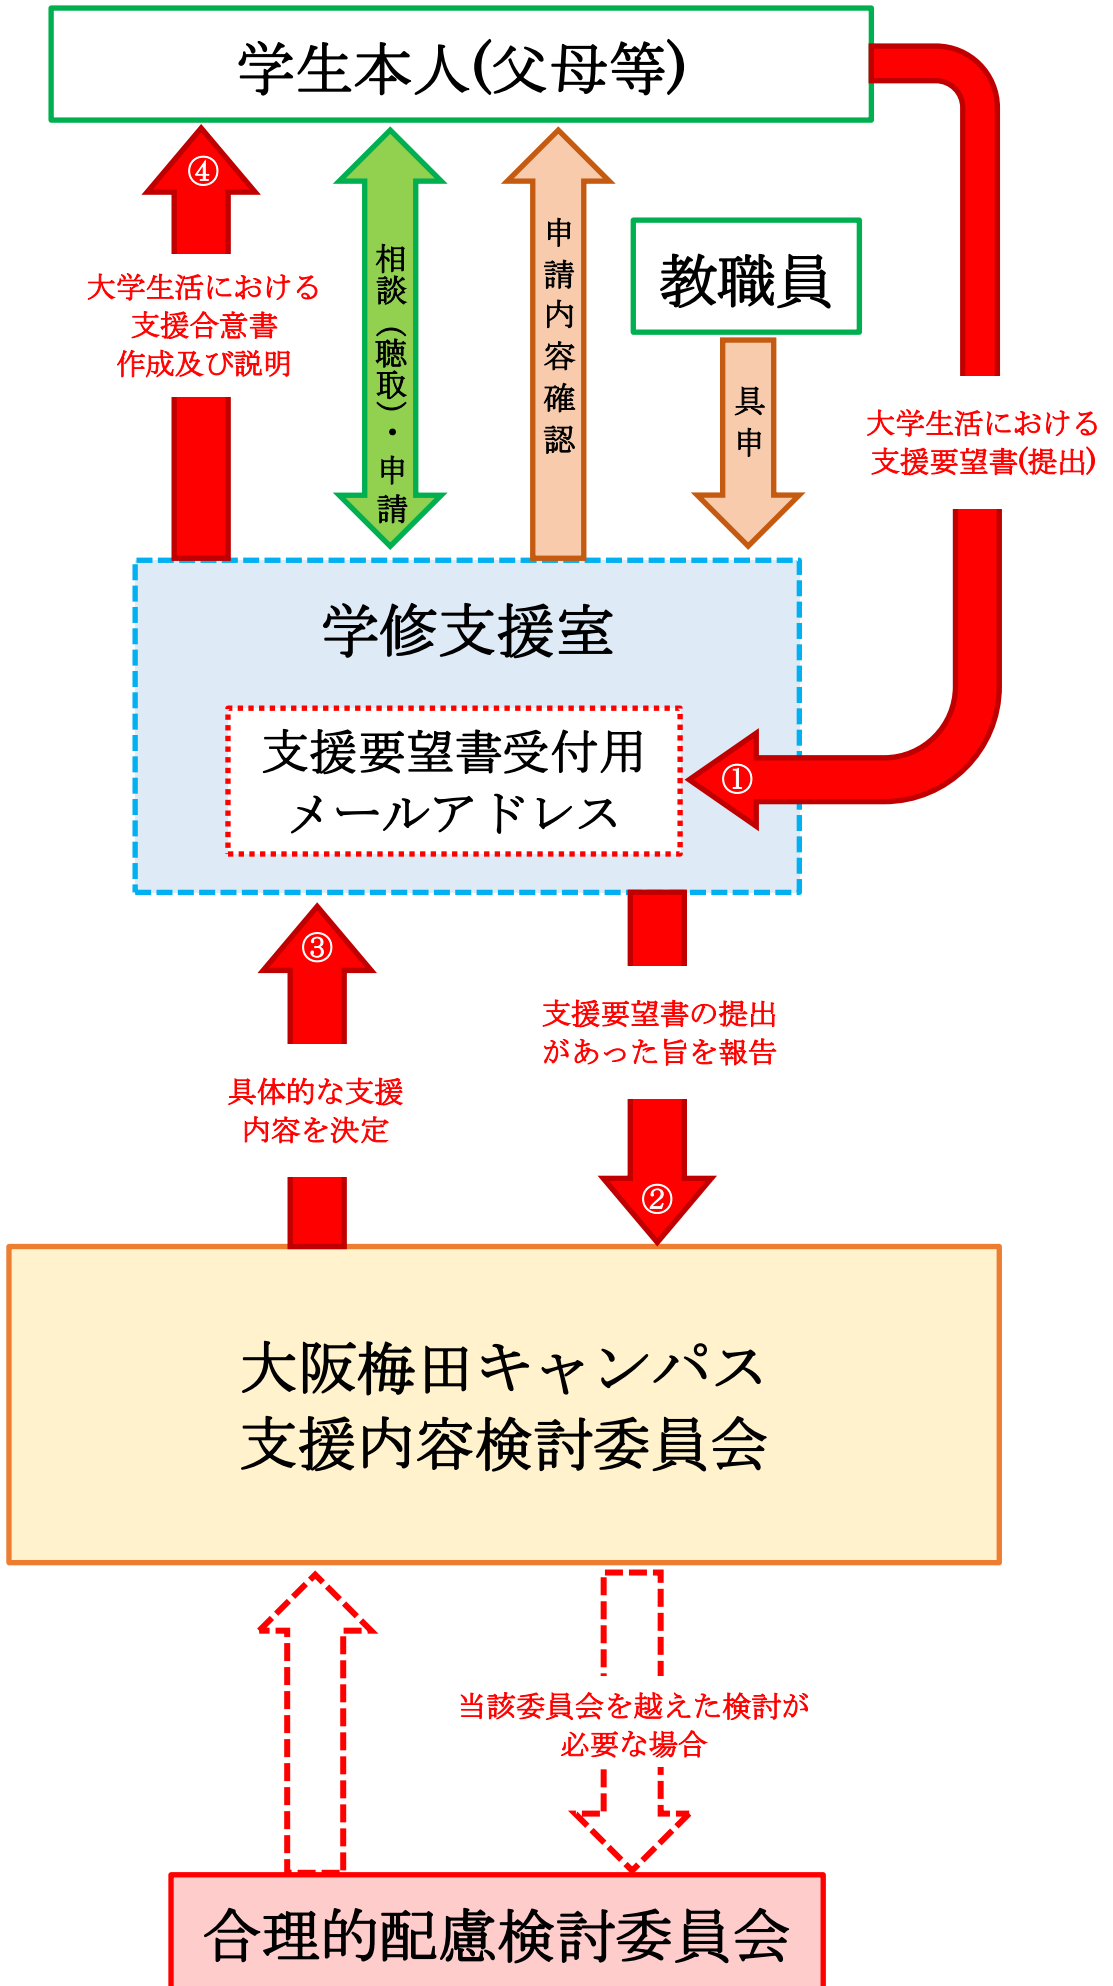 学生本人(父母等)
④
大学生活における
支援合意書
作成及び説明
相談（聴取）・申請
申請内容確認
教職員
具申
大学生活における
支援要望書(提出)
学修支援室
支援要望書受付用
メールアドレス
①
③
具体的な支援
内容を決定
支援要望書の提出
があった旨を報告
②
大阪梅田キャンパス
支援内容検討委員会
当該委員会を越えた検討が
必要な場合
合理的配慮検討委員会